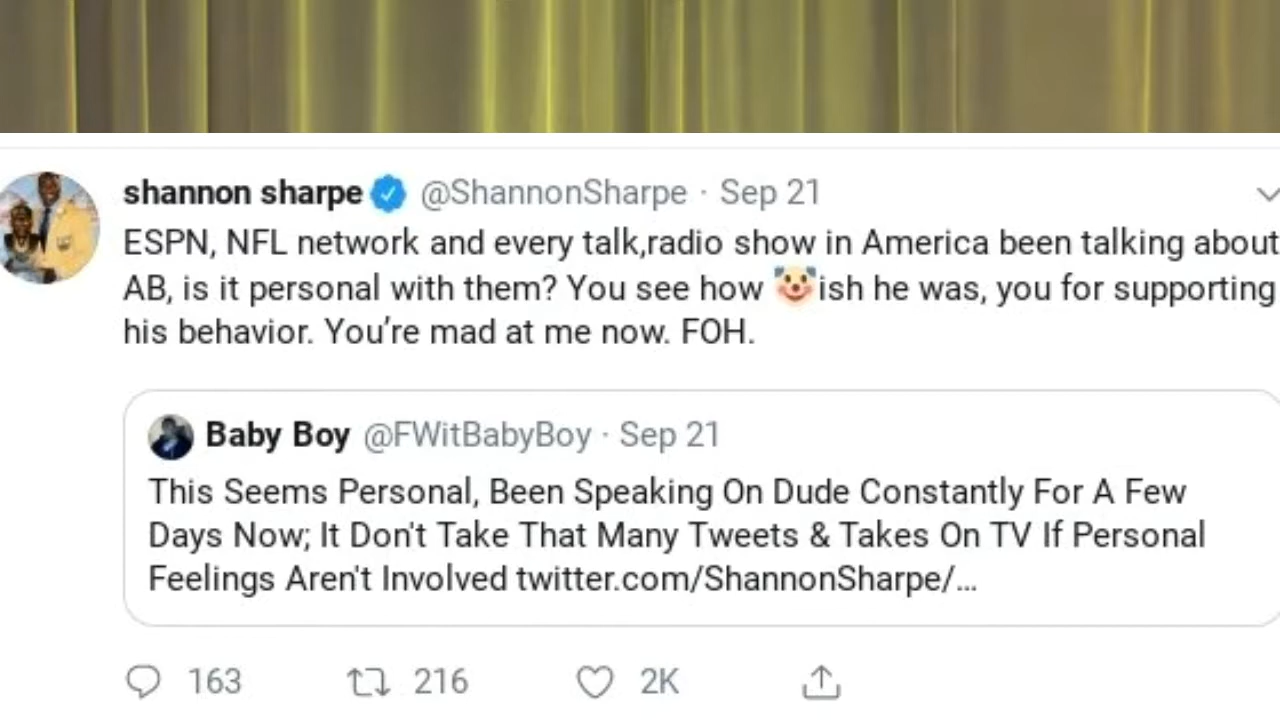 shannon sharpe @ShannonSharpe · Sep 21
ESPN, NFL network and every talk,radio show in America been talking about
AB, is it personal with them? You see how 🤡ish he was, you for supporting
his behavior. You’re mad at me now. FOH.
Baby Boy @FWitBabyBoy · Sep 21
This Seems Personal, Been Speaking On Dude Constantly For A Few
Days Now; It Don't Take That Many Tweets & Takes On TV If Personal
Feelings Aren't Involved twitter.com/ShannonSharpe/…
163 216 2K